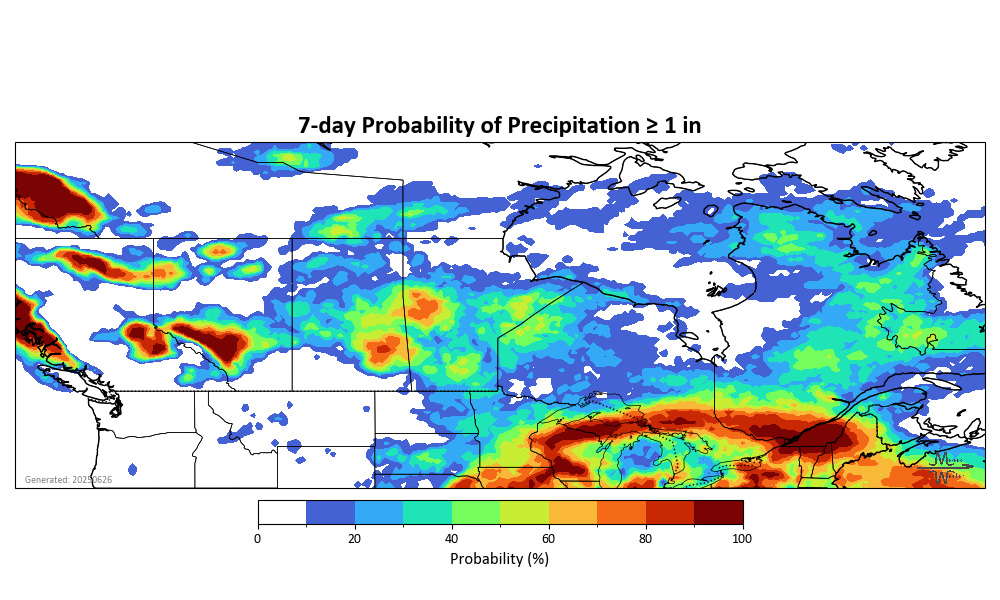 7-day Probability of Precipitation ≥ 1 in
Generated: 20250626
0 20 40 60 80 100
Probability (%)